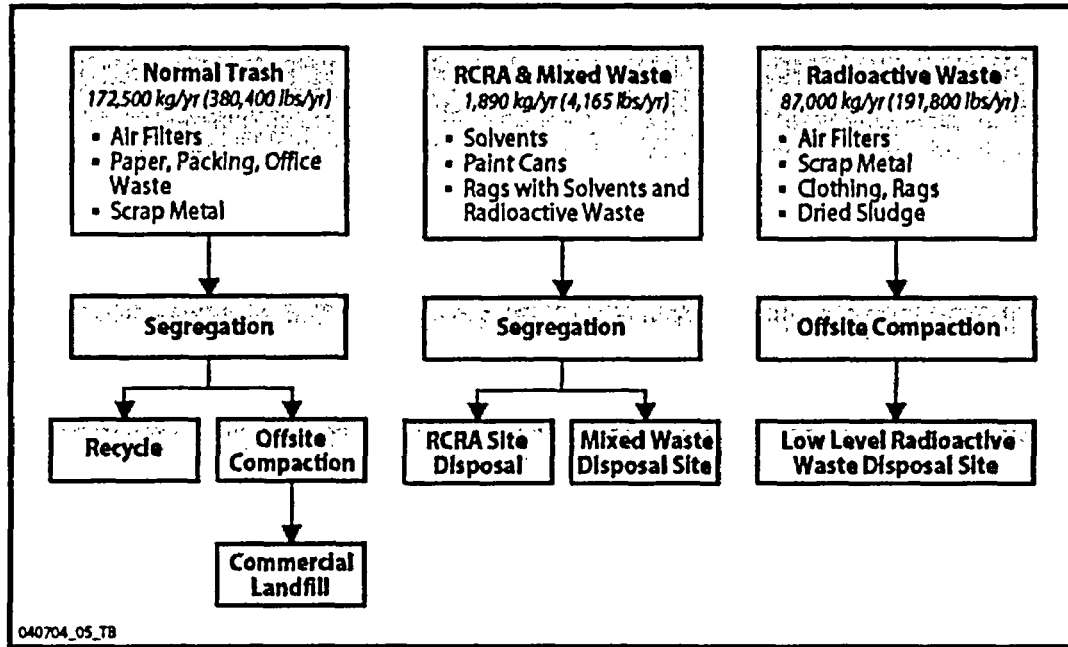 Normal Trash
172,500 kg/yr (380,400 lbs/yr)
▪ Air Filters
▪ Paper, Packing, Office
Waste
▪ Scrap Metal
RCRA & Mixed Waste
1,890 kg/yr (4,165 lbs/yr)
▪ Solvents
▪ Paint Cans
▪ Rags with Solvents and
Radioactive Waste
Radioactive Waste
87,000 kg/yr (191,800 lbs/yr)
▪ Air Filters
▪ Scrap Metal
▪ Clothing, Rags
▪ Dried Sludge
Segregation
Segregation
Offsite Compaction
Recycle
Offsite
Compaction
RCRA Site
Disposal
Mixed Waste
Disposal Site
Low Level Radioactive
Waste Disposal Site
Commercial
Landfill
040704_05_TB